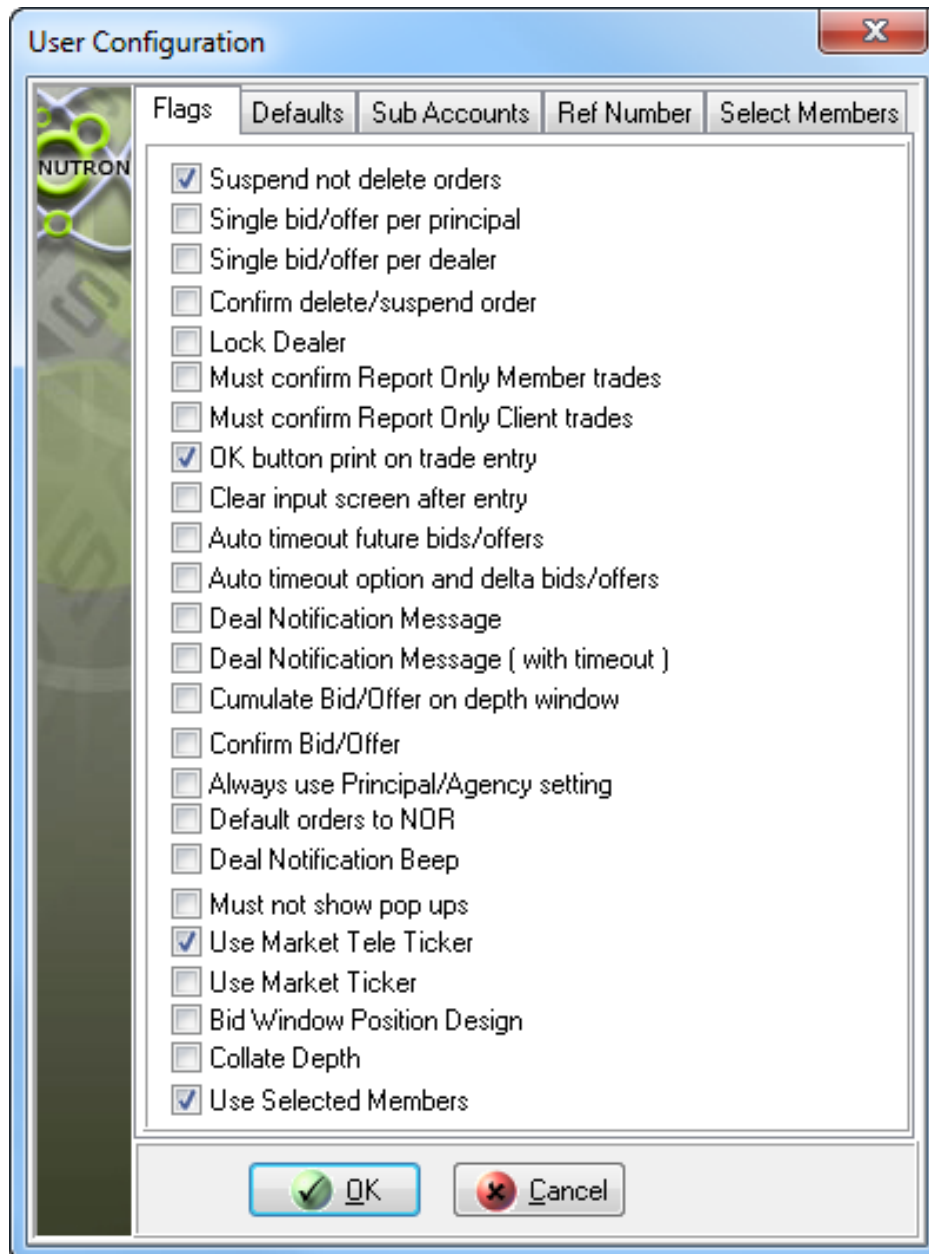 User Configuration
Flags Defaults Sub Accounts Ref Number Select Members
NUTRON
Suspend not delete orders
Single bid/offer per principal
Single bid/offer per dealer
Confirm delete/suspend order
Lock Dealer
Must confirm Report Only Member trades
Must confirm Report Only Client trades
OK button print on trade entry
Clear input screen after entry
Auto timeout future bids/offers
Auto timeout option and delta bids/offers
Deal Notification Message
Deal Notification Message ( with timeout )
Cumulate Bid/Offer on depth window
Confirm Bid/Offer
Always use Principal/Agency setting
Default orders to NOR
Deal Notification Beep
Must not show pop ups
Use Market Tele Ticker
Use Market Ticker
Bid Window Position Design
Collate Depth
Use Selected Members
OK Cancel